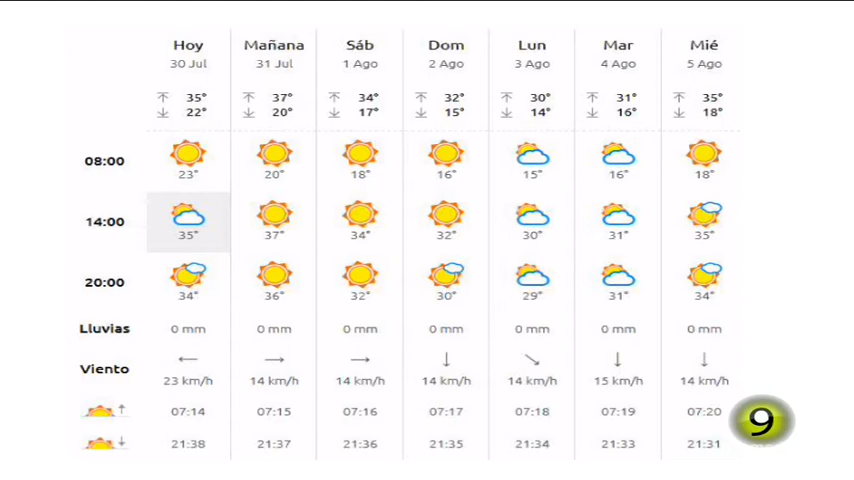 Hoy Mañana Sáb Dom Lun Mar Mié
30 Jul 31 Jul 1 Ago 2 Ago 3 Ago 4 Ago 5 Ago
35° 37° 34° 32° 30° 31° 35°
22° 20° 17° 15° 14° 16° 18°
08:00
23° 20° 18° 16° 15° 16° 18°
14:00
35° 37° 34° 32° 30° 31° 35°
20:00
34° 36° 32° 30° 29° 31° 34°
Lluvias 0 mm 0 mm 0 mm 0 mm 0 mm 0 mm 0 mm
Viento
23 km/h 14 km/h 14 km/h 14 km/h 14 km/h 15 km/h 14 km/h
07:14 07:15 07:16 07:17 07:18 07:19 07:20
21:38 21:37 21:36 21:35 21:34 21:33 21:31
9